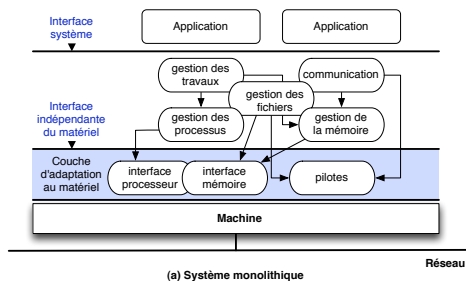 Interface
système
Application
Application
gestion des
travaux
communication
gestion des
fichiers
Interface
indépendante
du matériel
gestion des
processus
gestion de
la mémoire
Couche
d'adaptation
au matériel
interface
processeur
interface
mémoire
pilotes
Machine
Réseau
(a) Système monolithique